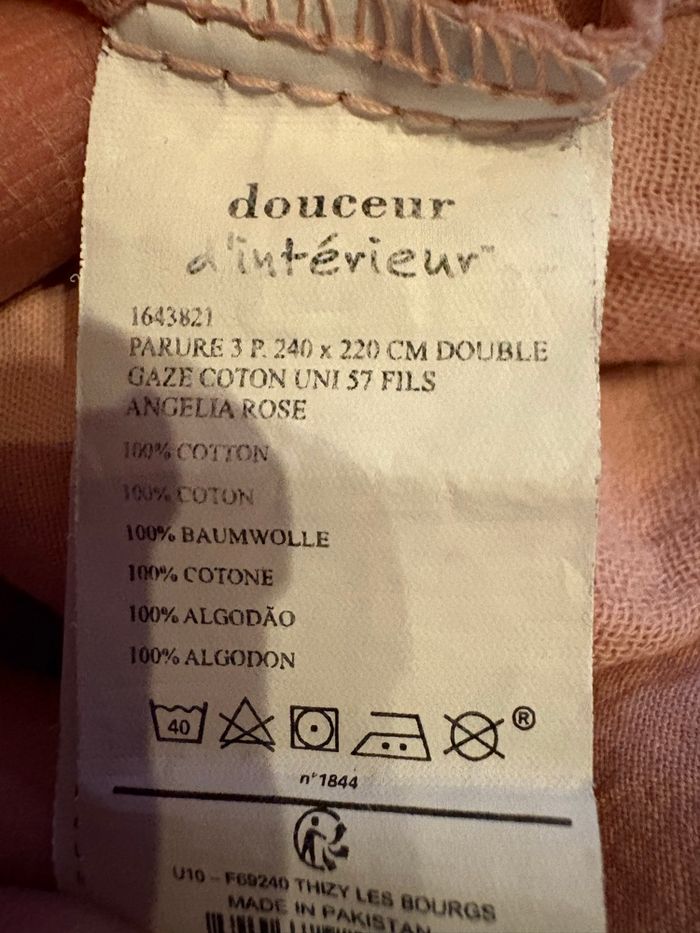 douceur
d'intérieur™
1643821
PARURE 3 P. 240 x 220 CM DOUBLE
GAZE COTON UNI 57 FILS
ANGELIA ROSE
100% COTTON
100% COTON
100% BAUMWOLLE
100% COTONE
100% ALGODÃO
100% ALGODON
40 ®
n°1844
U10 – F69240 THIZY LES BOURGS
MADE IN PAKISTAN